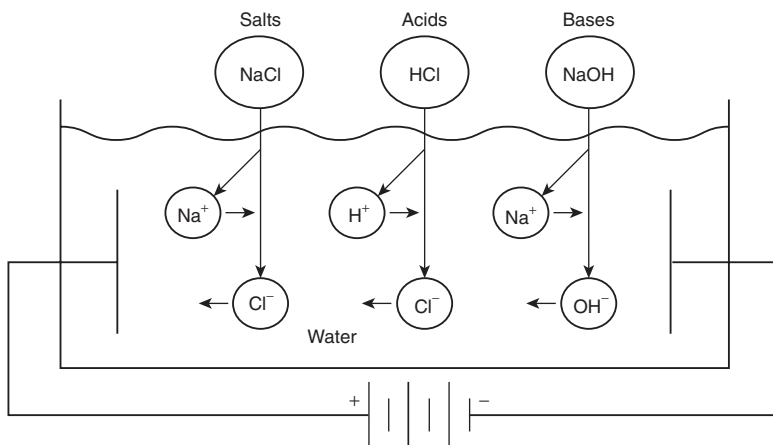 Salts Acids Bases
NaCl HCl NaOH
Na⁺ H⁺ Na⁺
Cl⁻ Cl⁻ OH⁻
Water
+ −